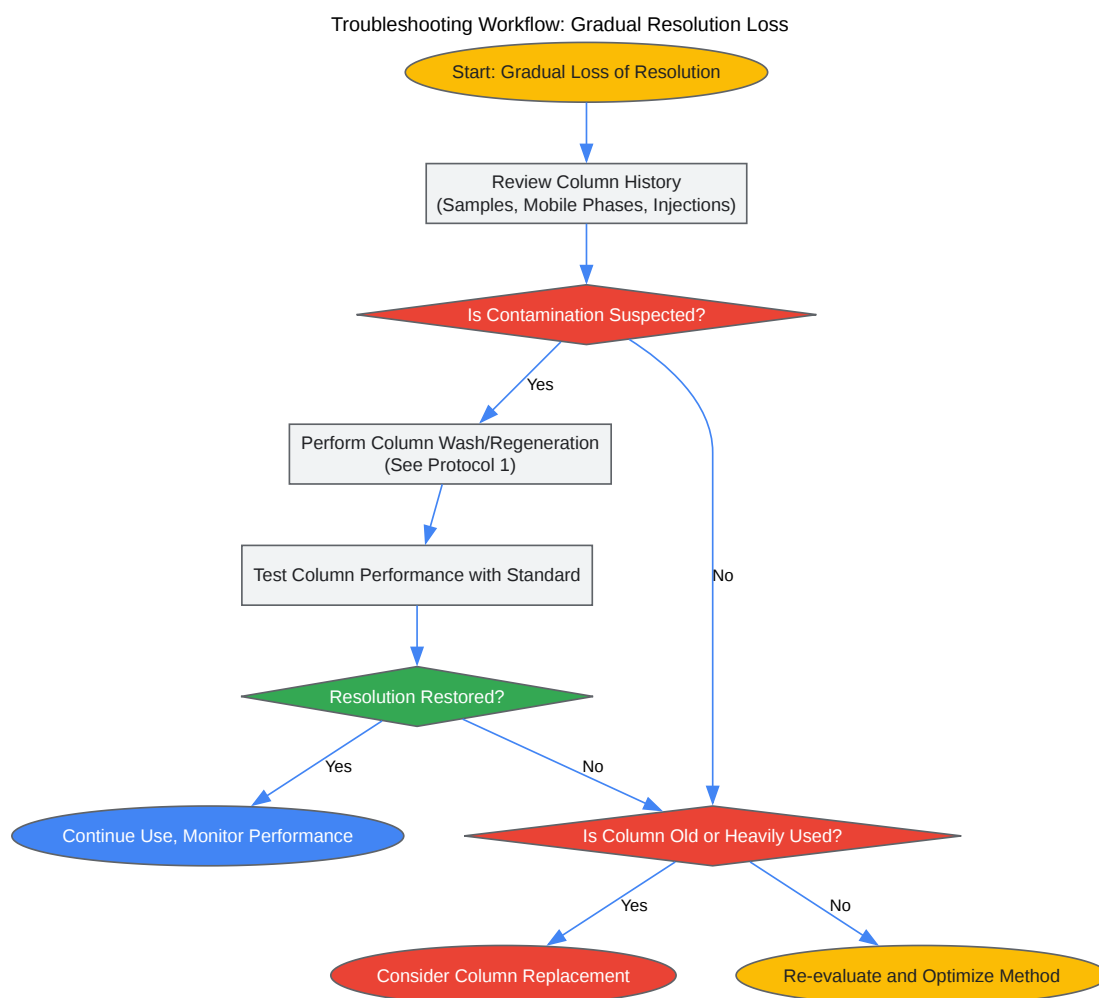 Troubleshooting Workflow: Gradual Resolution Loss
Start: Gradual Loss of Resolution
Review Column History
(Samples, Mobile Phases, Injections)
Is Contamination Suspected?
Yes
Perform Column Wash/Regeneration
(See Protocol 1)
Test Column Performance with Standard
No
Resolution Restored?
Yes
No
Continue Use, Monitor Performance
Is Column Old or Heavily Used?
Yes
No
Consider Column Replacement
Re-evaluate and Optimize Method